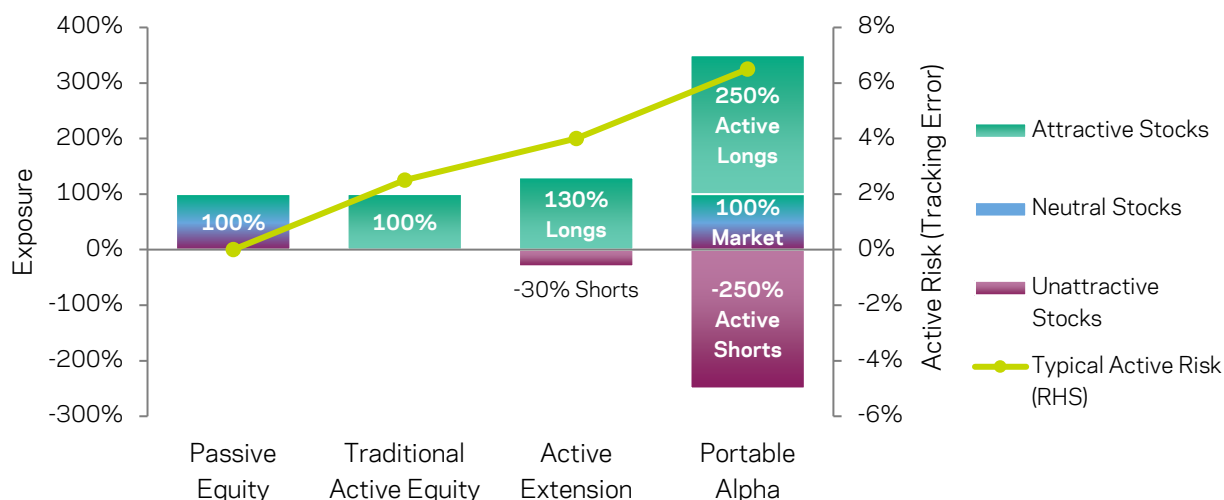 400%
300%
200%
100%
0%
-100%
-200%
-300%
Exposure
100%
100%
130%
Longs
-30% Shorts
250%
Active
Longs
100%
Market
-250%
Active
Shorts
8%
6%
4%
2%
0%
-2%
-4%
-6%
Active Risk (Tracking Error)
Passive
Equity
Traditional
Active Equity
Active
Extension
Portable
Alpha
Attractive Stocks
Neutral Stocks
Unattractive
Stocks
Typical Active Risk
(RHS)